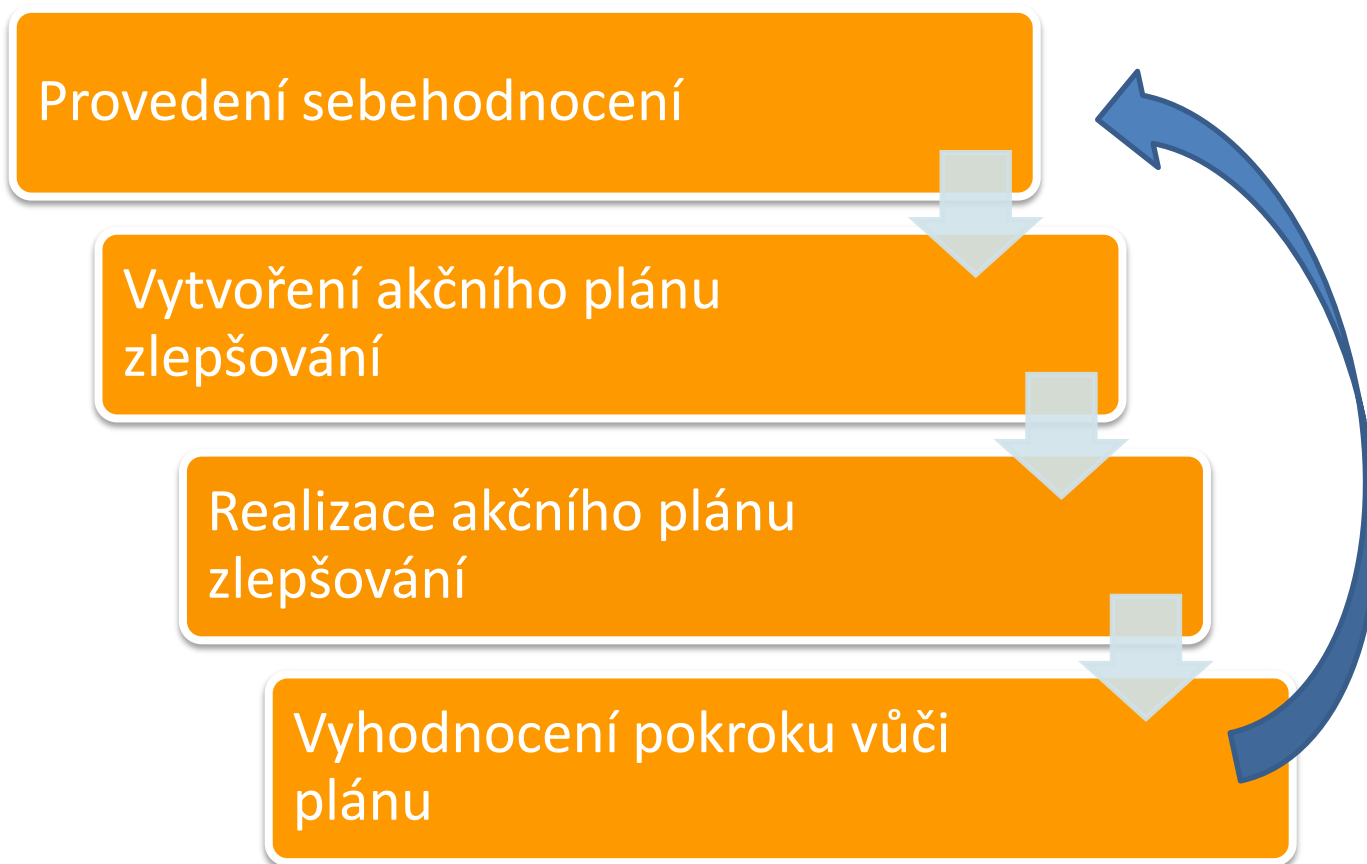 Provedení sebehodnocení
Vytvoření akčního plánu
zlepšování
Realizace akčního plánu
zlepšování
Vyhodnocení pokroku vůči
plánu